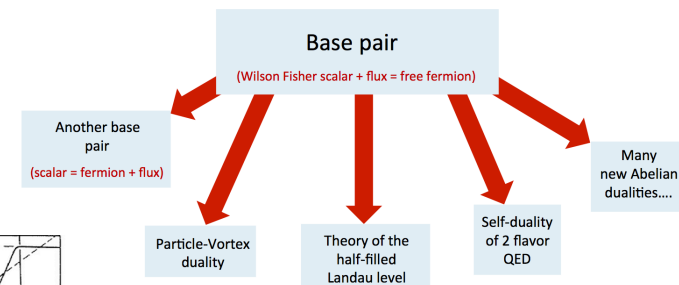 Base pair
(Wilson Fisher scalar + flux = free fermion)
Another base
pair
(scalar = fermion + flux)
Particle-Vortex
duality
Theory of the
half-filled
Landau level
Self-duality
of 2 flavor
QED
Many
new Abelian
dualities....